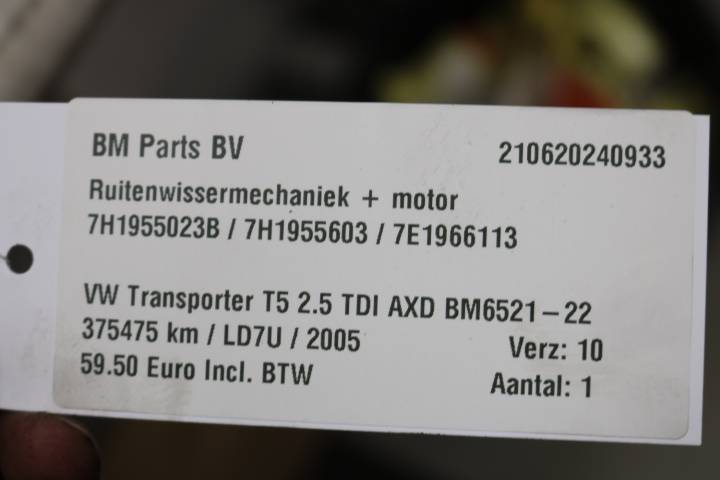 BM Parts BV 210620240933
Ruitenwissermechaniek + motor
7H1955023B / 7H1955603 / 7E1966113
VW Transporter T5 2.5 TDI AXD BM6521-22
375475 km / LD7U / 2005 Verz: 10
59.50 Euro Incl. BTW Aantal: 1